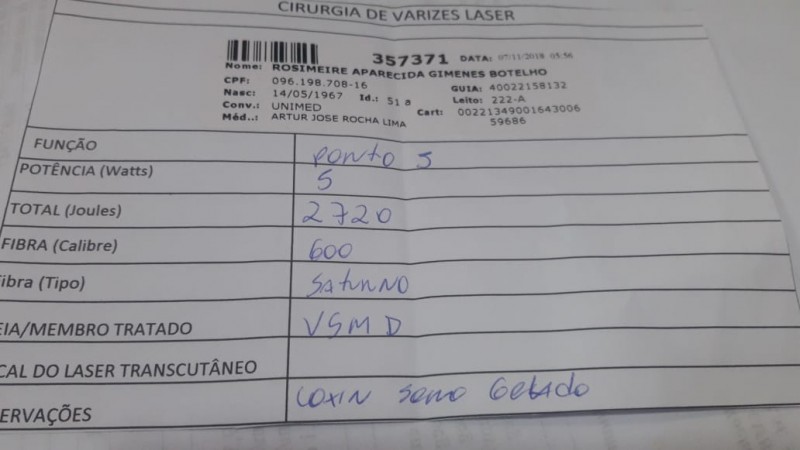 CIRURGIA DE VARIZES LASER
357371 DATA: 07/11/2018 05:56
Nome: ROSIMEIRE APARECIDA GIMENES BOTELHO
CPF: 096.198.708-16 GUIA: 40022158132
Nasc: 14/05/1967 Id.: 51 a Leito: 222-A
Conv.: UNIMED Cart: 00221349001643006
Méd..: ARTUR JOSE ROCHA LIMA 59686
FUNÇÃO PONTO 5
POTÊNCIA (Watts) 5
TOTAL (Joules) 2720
FIBRA (Calibre) 600
Fibra (Tipo) SATURNO
EIA/MEMBRO TRATADO VSM D
CAL DO LASER TRANSCUTÂNEO
ERVAÇÕES COXIN SORO GELADO